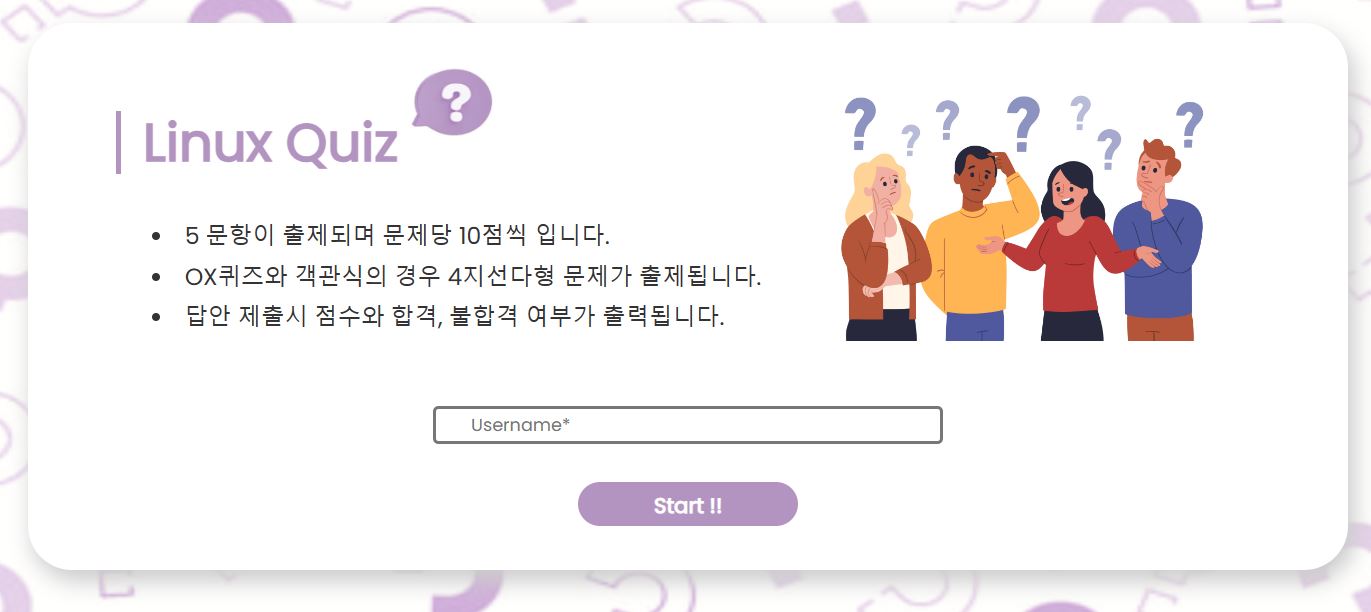 Linux Quiz
5 문항이 출제되며 문제당 10점씩 입니다.
OX퀴즈와 객관식의 경우 4지선다형 문제가 출제됩니다.
답안 제출시 점수와 합격, 불합격 여부가 출력됩니다.
Username*
Start !!